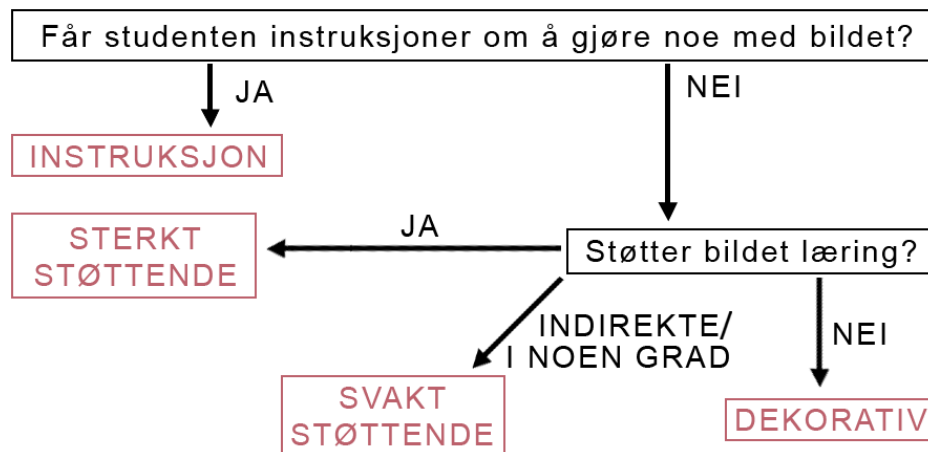 Får studenten instruksjoner om å gjøre noe med bildet?
JA
NEI
INSTRUKSJON
STERKT
STØTTENDE
JA
Støtter bildet læring?
INDIREKTE/
I NOEN GRAD
NEI
SVAKT
STØTTENDE
DEKORATIV